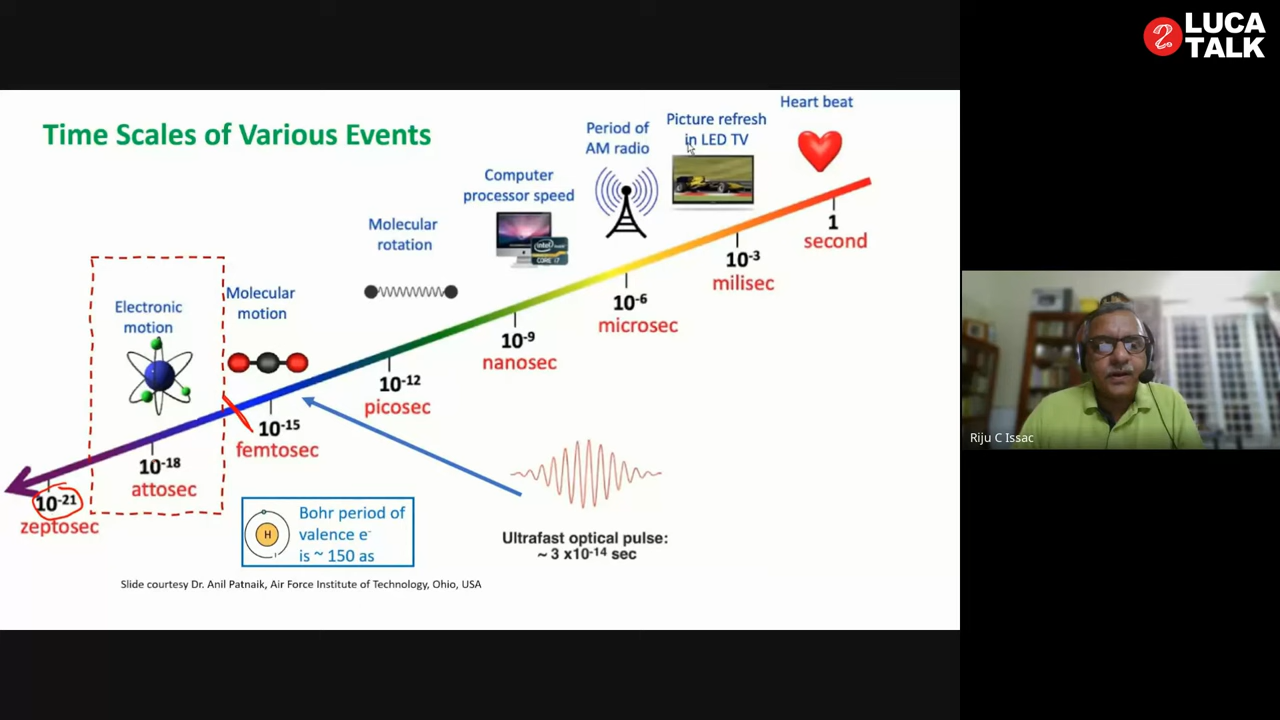 LUCA
TALK
Time Scales of Various Events
Heart beat
Picture refresh
in LED TV
Period of
AM radio
Computer
processor speed
Molecular
rotation
Molecular
motion
Electronic
motion
intel
CORE i7
1
second
10-3
milisec
10-6
microsec
10-9
nanosec
10-12
picosec
10-15
femtosec
10-18
attosec
10-21
zeptosec
H
Bohr period of
valence e-
is ~ 150 as
Ultrafast optical pulse:
~ 3 x10-14 sec
Slide courtesy Dr. Anil Patnaik, Air Force Institute of Technology, Ohio, USA
Riju C Issac